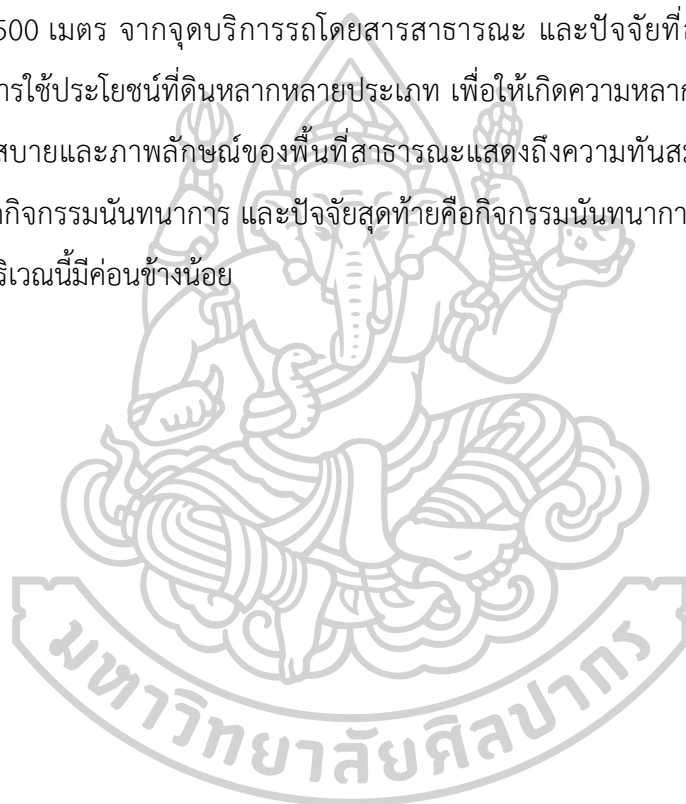 500 เมตร จากจุดบริการรถโดยสารสาธารณะ และปัจจัยที่
การใช้ประโยชน์ที่ดินหลากหลายประเภท เพื่อให้เกิดความหลาก
สบายและภาพลักษณ์ของพื้นที่สาธารณะแสดงถึงความทันส
กิจกรรมนันทนาการ และปัจจัยสุดท้ายคือกิจกรรมนันทนากา
ริเวณนี้มีค่อนข้างน้อย
มหาวิทยาลัยศิลปากร